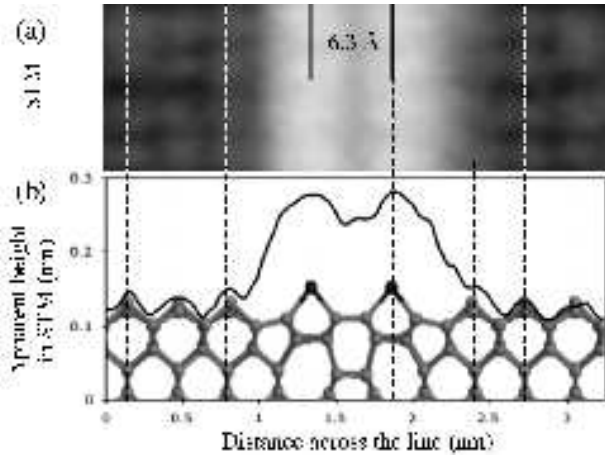 (a)
STM
6.3 Å
(b)
Apparent height
in STM (nm)
0.3
0.2
0.1
0
0 0.5 1 1.5 2 2.5 3
Distance across the line (nm)